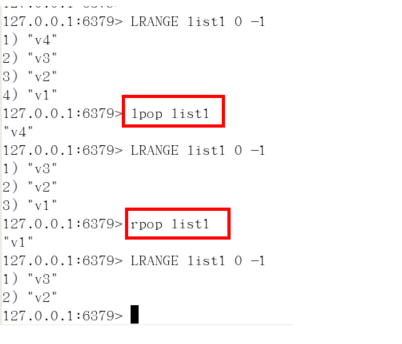 127.0.0.1:6379> LRANGE list1 0 -1
1) "v4"
2) "v3"
3) "v2"
4) "v1"
127.0.0.1:6379> lpop list1
"v4"
127.0.0.1:6379> LRANGE list1 0 -1
1) "v3"
2) "v2"
3) "v1"
127.0.0.1:6379> rpop list1
"v1"
127.0.0.1:6379> LRANGE list1 0 -1
1) "v3"
2) "v2"
127.0.0.1:6379>